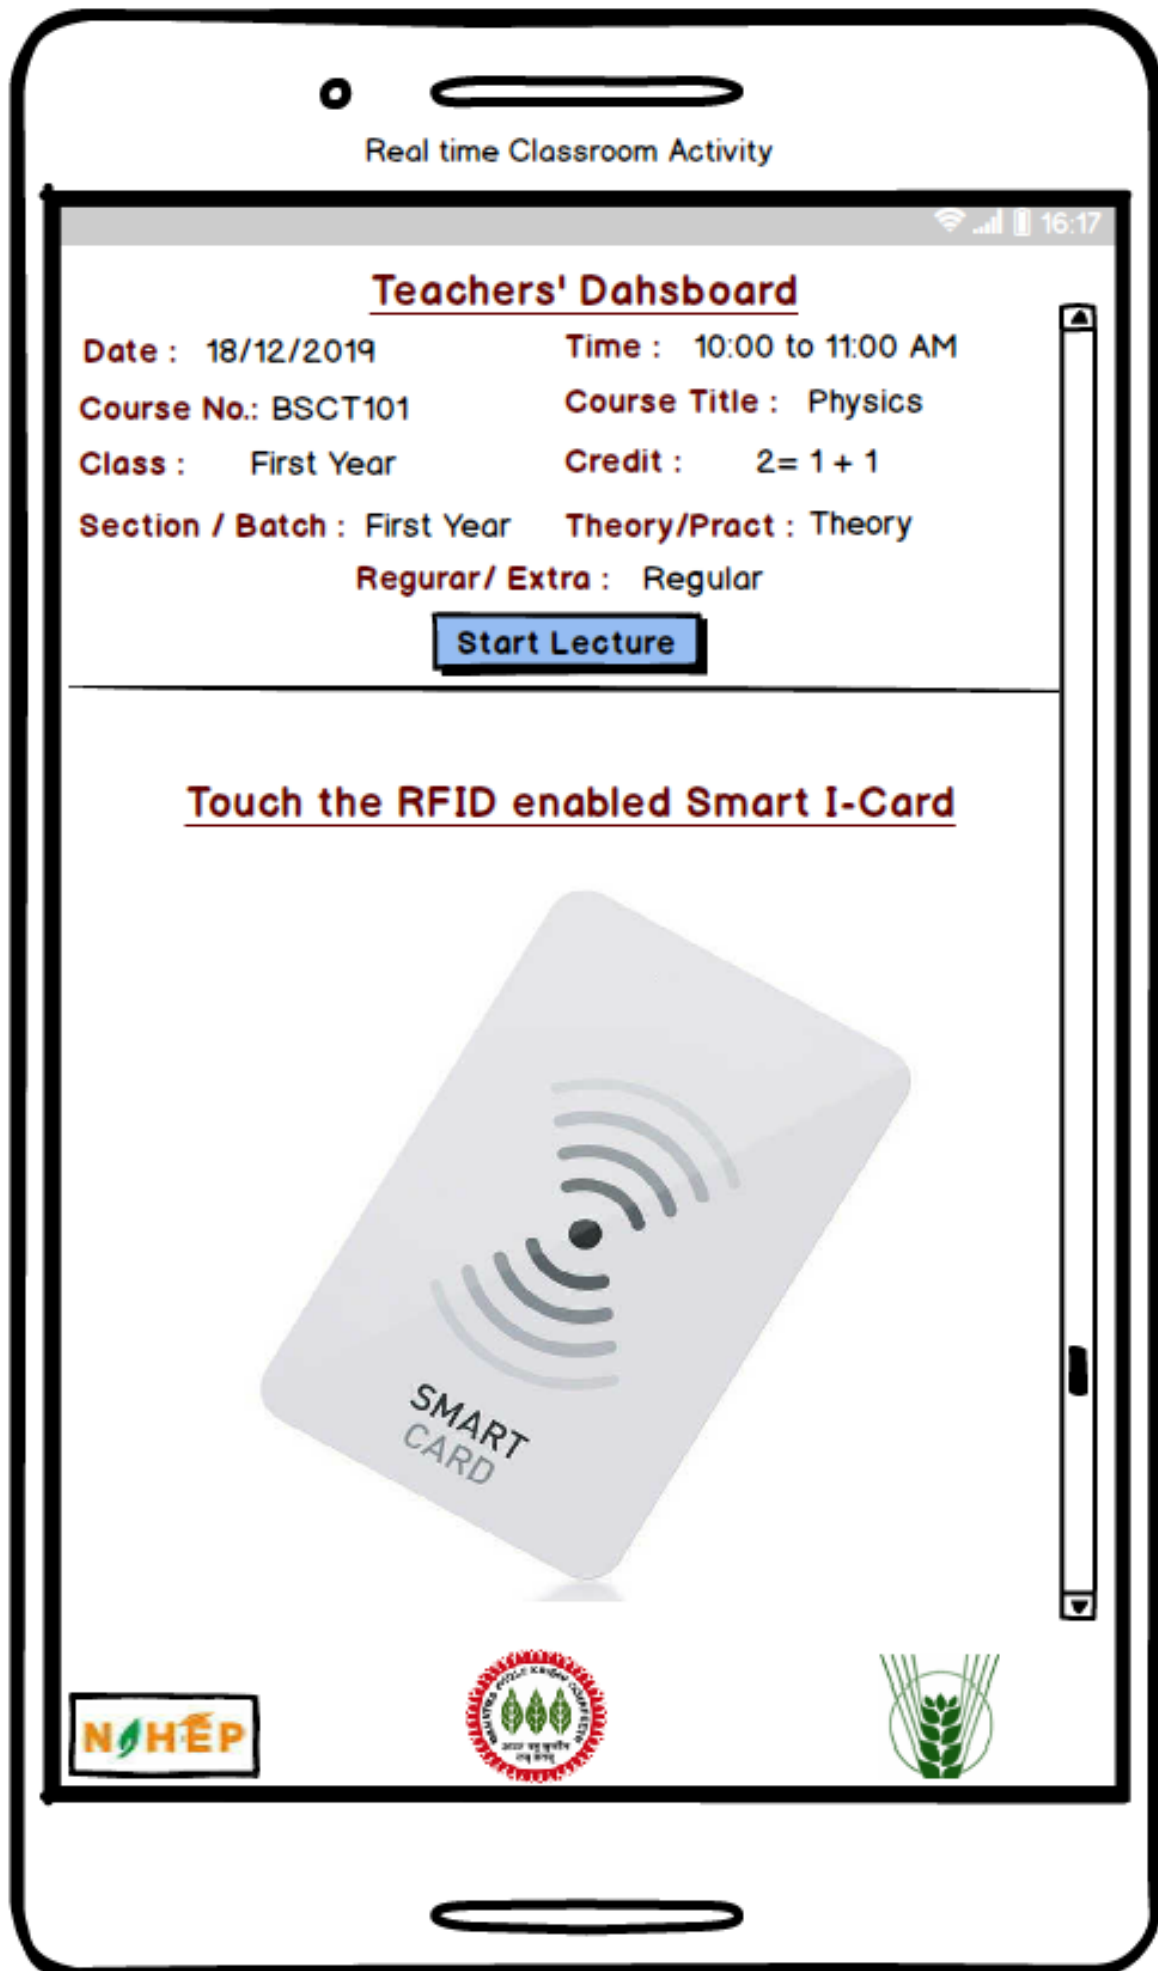 Real time Classroom Activity
16:17
Teachers' Dahsboard
Date : 18/12/2019 Time : 10:00 to 11:00 AM
Course No.: BSCT101 Course Title : Physics
Class : First Year Credit : 2= 1 + 1
Section / Batch : First Year Theory/Pract : Theory
Regurar/ Extra : Regular
Start Lecture
Touch the RFID enabled Smart I-Card
SMART
CARD
NAHEP